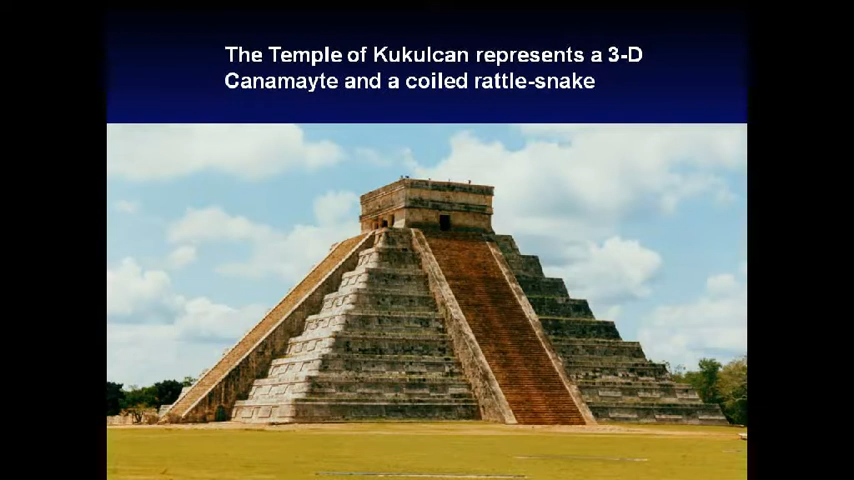 The Temple of Kukulcan represents a 3-D
Canamayte and a coiled rattle-snake